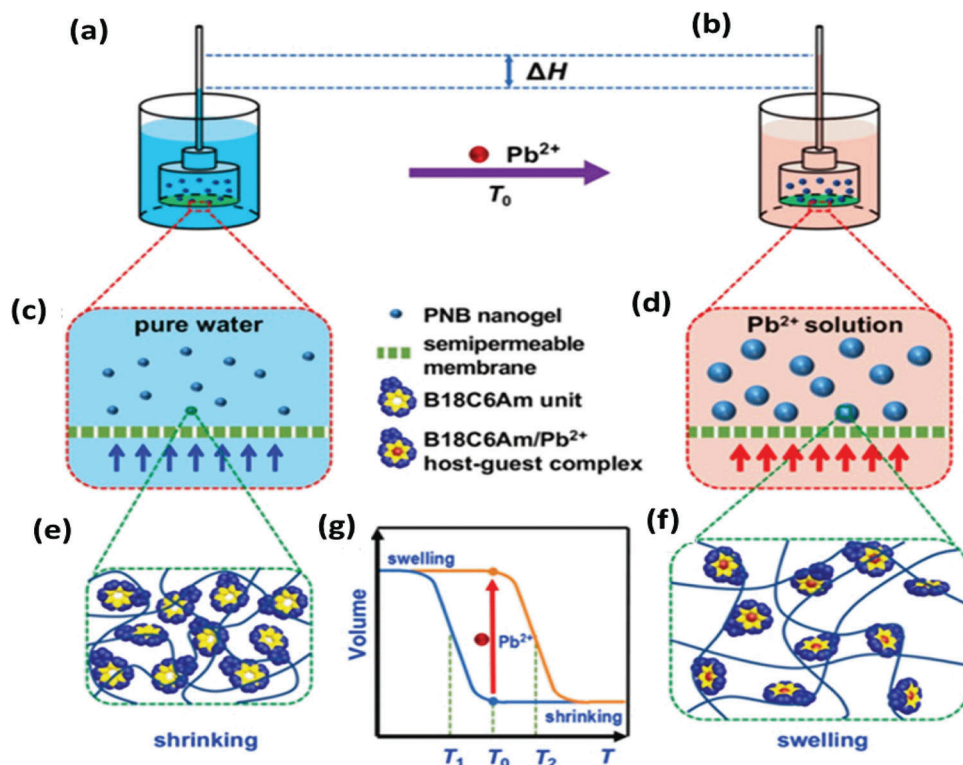 (a)
(b)
ΔH
Pb²⁺
T₀
(c)
(d)
pure water
PNB nanogel
semipermeable
membrane
B18C6Am unit
B18C6Am/Pb²⁺
host-guest complex
Pb²⁺ solution
(e)
(g)
(f)
swelling
Volume
Pb²⁺
shrinking
T₁
T₀
T₂
T
shrinking
swelling